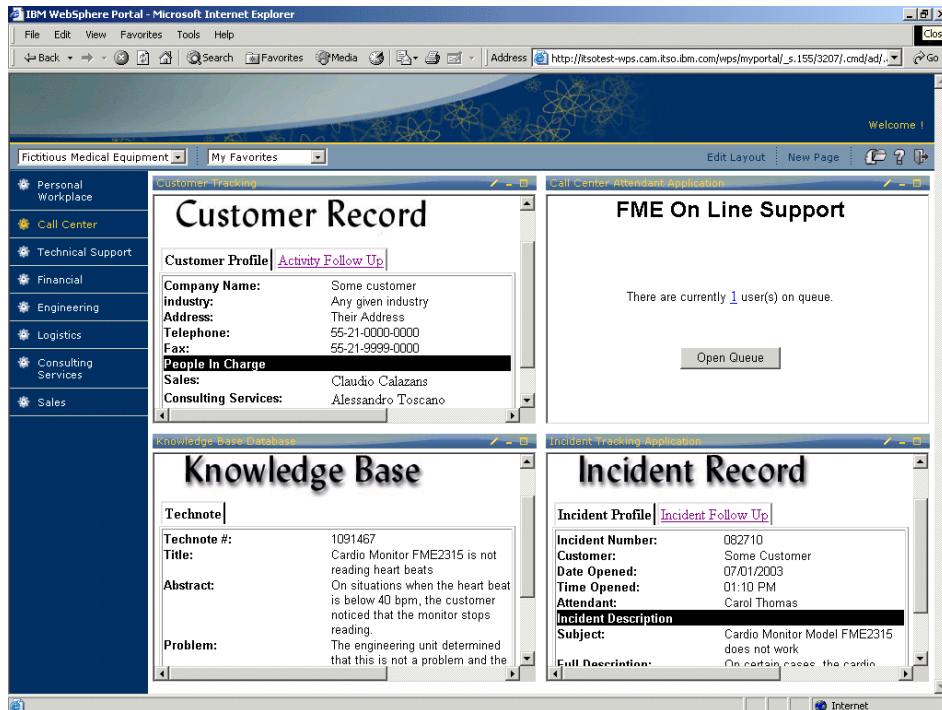 IBM WebSphere Portal - Microsoft Internet Explorer
File Edit View Favorites Tools Help
Clos
Back Search Favorites Media Address http://itsotest-wps.cam.itso.ibm.com/wps/myportal/_s.155/3207/.cmd/ad/.. Go
Welcome !
Fictitious Medical Equipment My Favorites Edit Layout New Page
Personal
Workplace
Call Center
Technical Support
Financial
Engineering
Logistics
Consulting
Services
Sales
Customer Tracking
Customer Record
Customer Profile Activity Follow Up
Company Name: Some customer
industry: Any given industry
Address: Their Address
Telephone: 55-21-0000-0000
Fax: 55-21-9999-0000
People In Charge
Sales: Claudio Calazans
Consulting Services: Alessandro Toscano
Call Center Attendant Application
FME On Line Support
There are currently 1 user(s) on queue.
Open Queue
Knowledge Base Database
Knowledge Base
Technote
Technote #: 1091467
Title: Cardio Monitor FME2315 is not
reading heart beats
Abstract: On situations when the heart beat
is below 40 bpm, the customer
noticed that the monitor stops
reading.
Problem: The engineering unit determined
that this is not a problem and the
Incident Tracking Application
Incident Record
Incident Profile Incident Follow Up
Incident Number: 082710
Customer: Some Customer
Date Opened: 07/01/2003
Time Opened: 01:10 PM
Attendant: Carol Thomas
Incident Description
Subject: Cardio Monitor Model FME2315
does not work
Full Description: On certain cases, the cardio
Internet